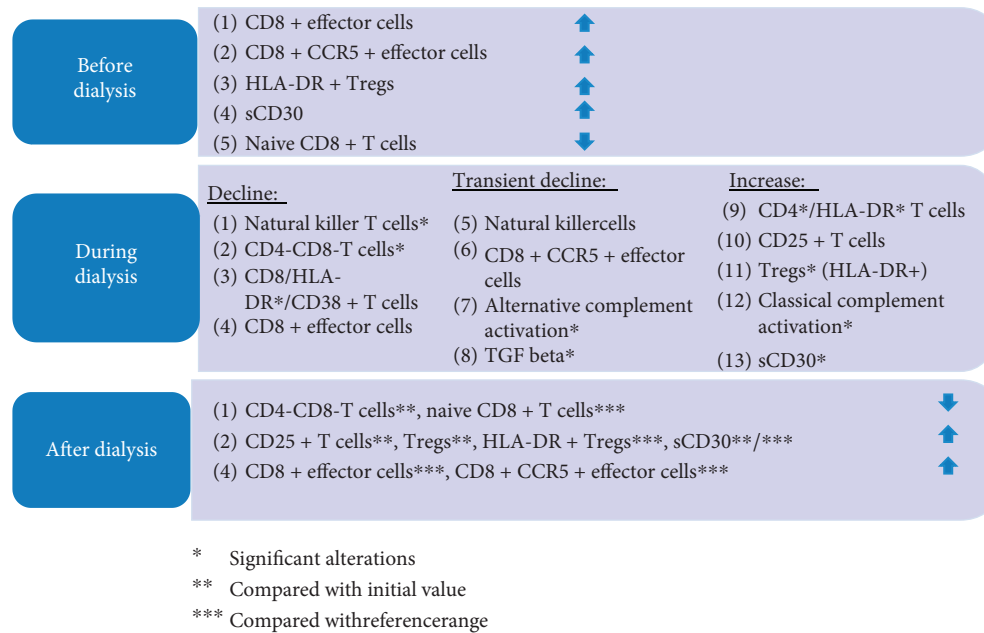 Before
dialysis
(1) CD8 + effector cells
(2) CD8 + CCR5 + effector cells
(3) HLA-DR + Tregs
(4) sCD30
(5) Naive CD8 + T cells
During
dialysis
Decline:
(1) Natural killer T cells*
(2) CD4-CD8-T cells*
(3) CD8/HLA-
DR*/CD38 + T cells
(4) CD8 + effector cells
Transient decline:
(5) Natural killercells
(6) CD8 + CCR5 + effector
cells
(7) Alternative complement
activation*
(8) TGF beta*
Increase:
(9) CD4*/HLA-DR* T cells
(10) CD25 + T cells
(11) Tregs* (HLA-DR+)
(12) Classical complement
activation*
(13) sCD30*
After dialysis
(1) CD4-CD8-T cells**, naive CD8 + T cells***
(2) CD25 + T cells**, Tregs**, HLA-DR + Tregs***, sCD30**/***
(4) CD8 + effector cells***, CD8 + CCR5 + effector cells***
* Significant alterations
** Compared with initial value
*** Compared withreferencerange